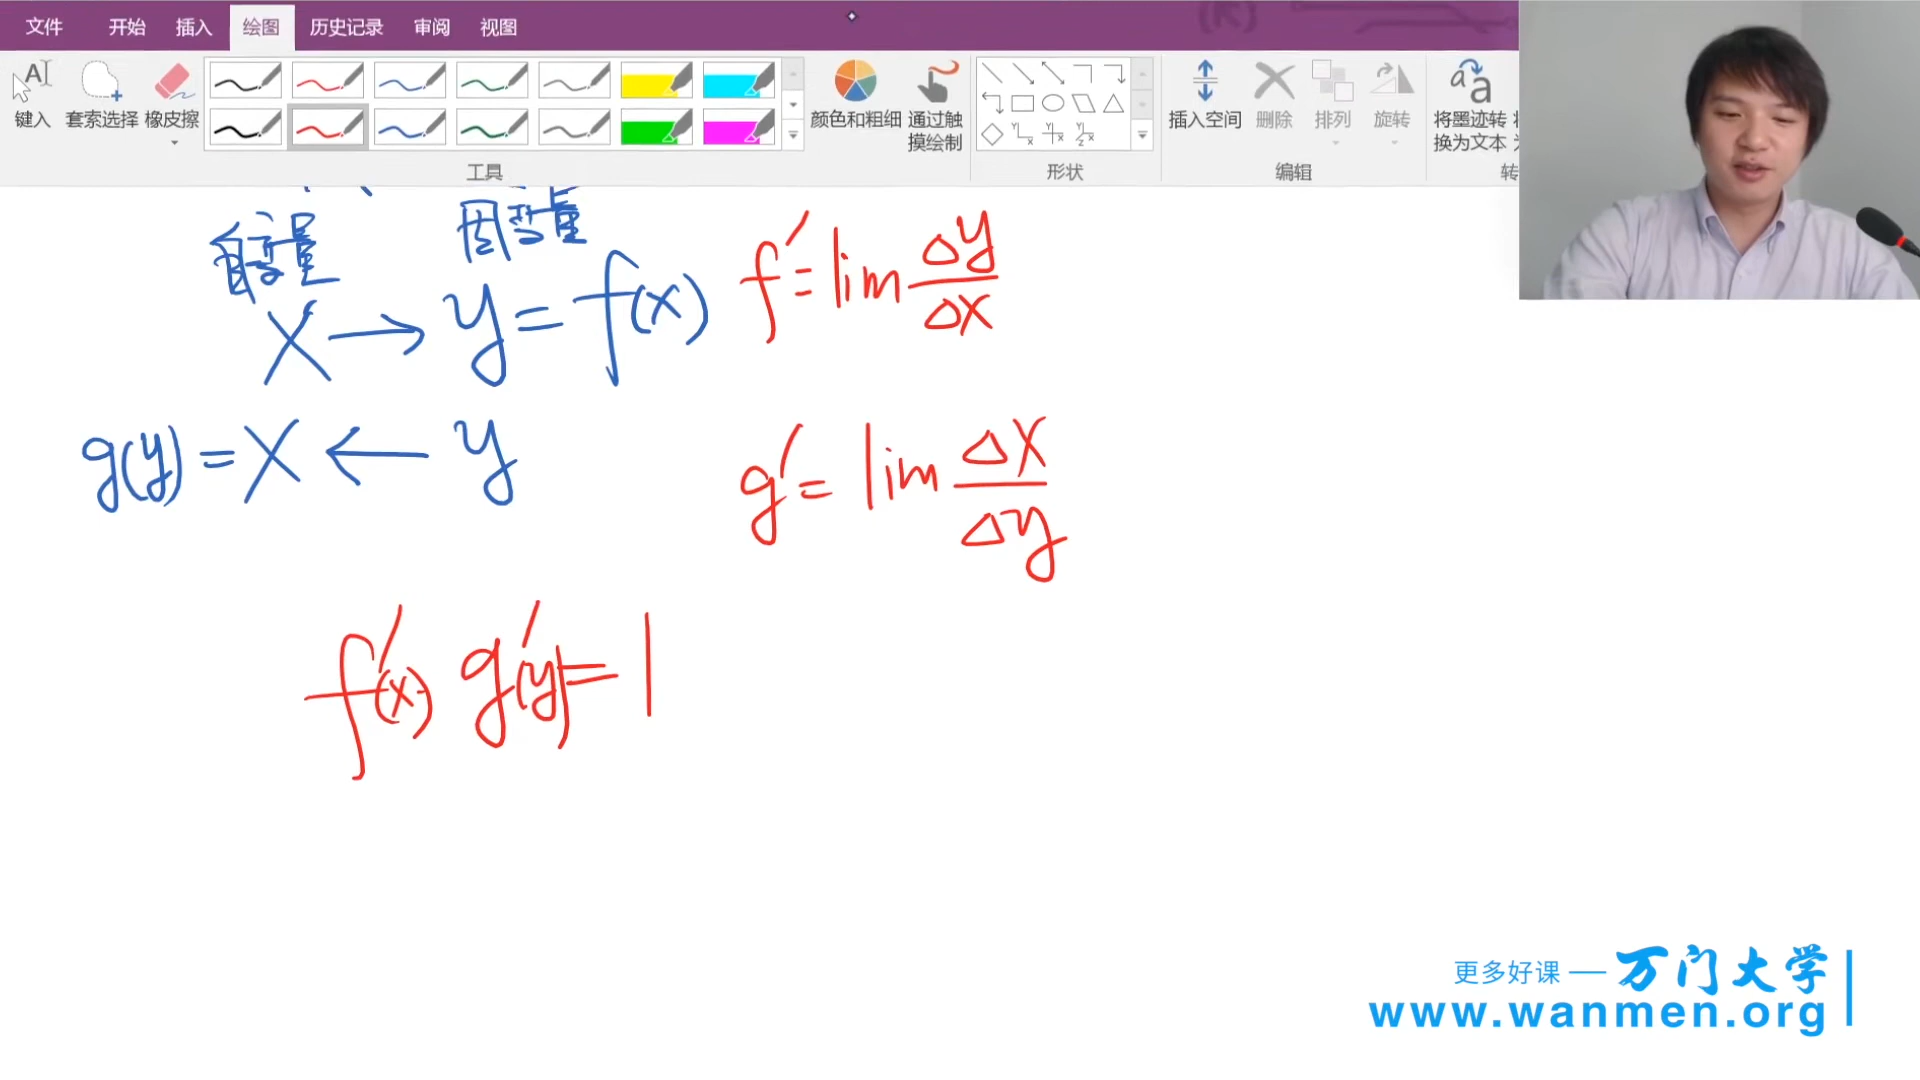 文件 开始 插入 绘图 历史记录 审阅 视图
键入 套索选择 橡皮擦 颜色和粗细 通过触摸绘制 插入空间 删除 排列 旋转 将墨迹转换为文本
工具 形状 编辑 转
自变量 因变量
X → y = f(x)
f′ = lim Δy/Δx
g(y) = X ← y
g′ = lim Δx/Δy
f′(x) g′(y) = 1
更多好课 — 万门大学
www.wanmen.org